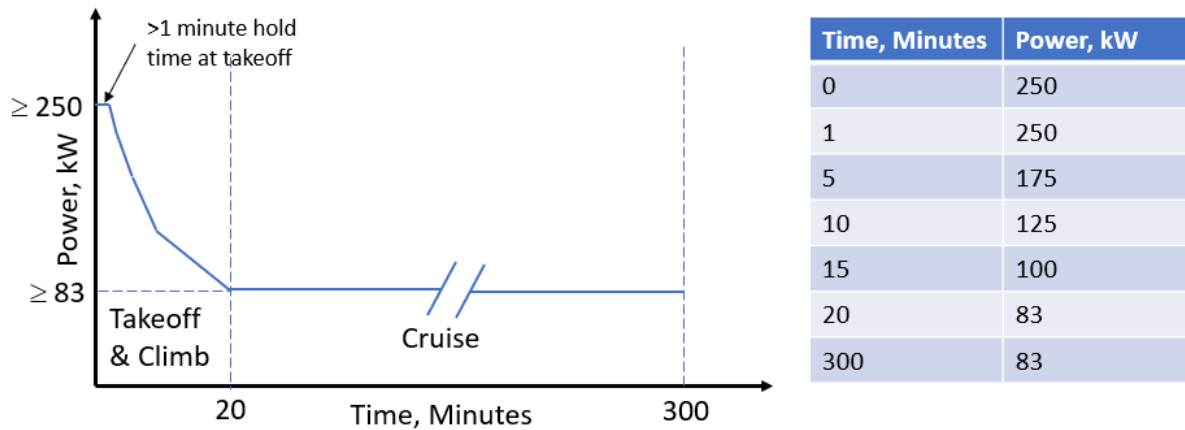 >1 minute hold
time at takeoff
≥ 250
Power, kW
≥ 83
Takeoff
& Climb
Cruise
20
Time, Minutes
300
Time, Minutes Power, kW
0 250
1 250
5 175
10 125
15 100
20 83
300 83